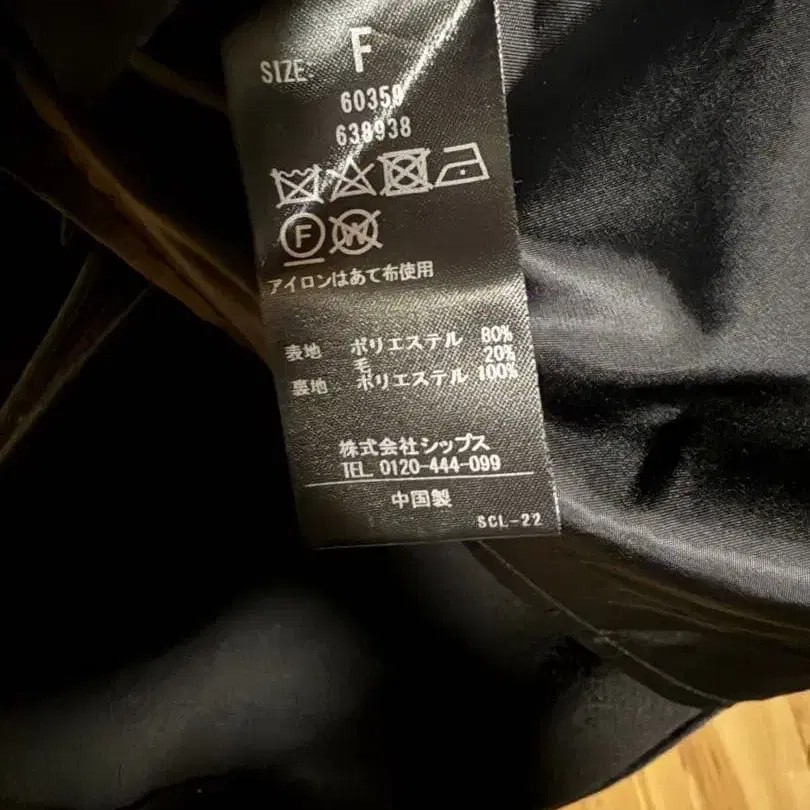 SIZE: F
60350
638938
F W
アイロンはあて布使用
表地 ポリエステル 80%
毛 20%
裏地 ポリエステル 100%
株式会社シップス
TEL 0120-444-099
中国製
SCL-22